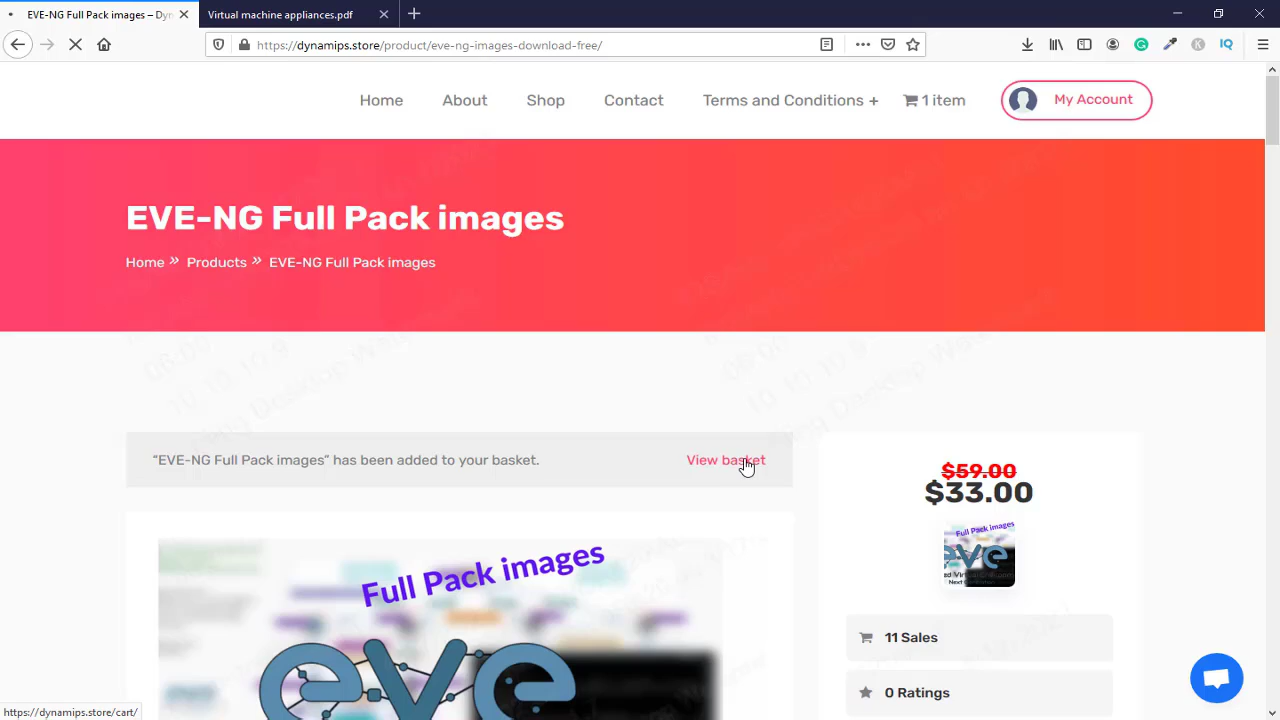 EVE-NG Full Pack images – Dyn
Virtual machine appliances.pdf
https://dynamips.store/product/eve-ng-images-download-free/
Home
About
Shop
Contact
Terms and Conditions +
1 item
My Account
EVE-NG Full Pack images
Home » Products » EVE-NG Full Pack images
“EVE-NG Full Pack images” has been added to your basket.
View basket
$59.00
$33.00
Full Pack images
eve
Full Pack images
eve
11 Sales
0 Ratings
https://dynamips.store/cart/